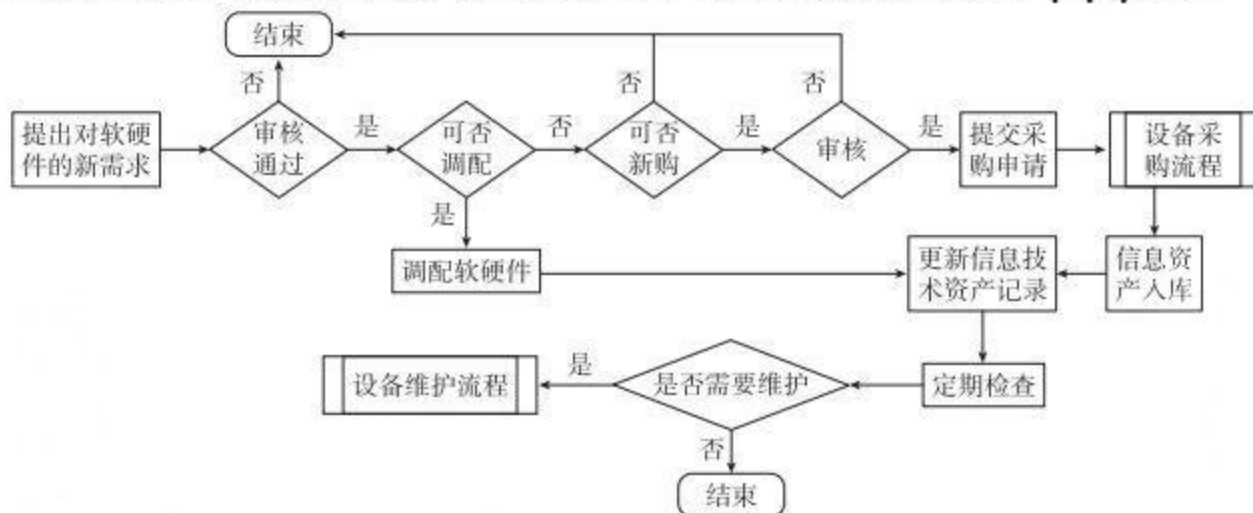 结束
否
否
否
提出对软硬
件的新需求
审核
通过
是
可否
调配
否
可否
新购
是
审核
是
提交采
购申请
设备采
购流程
是
调配软硬件
更新信息技
术资产记录
信息资
产入库
设备维护流程
是
是否需要维护
定期检查
否
结束